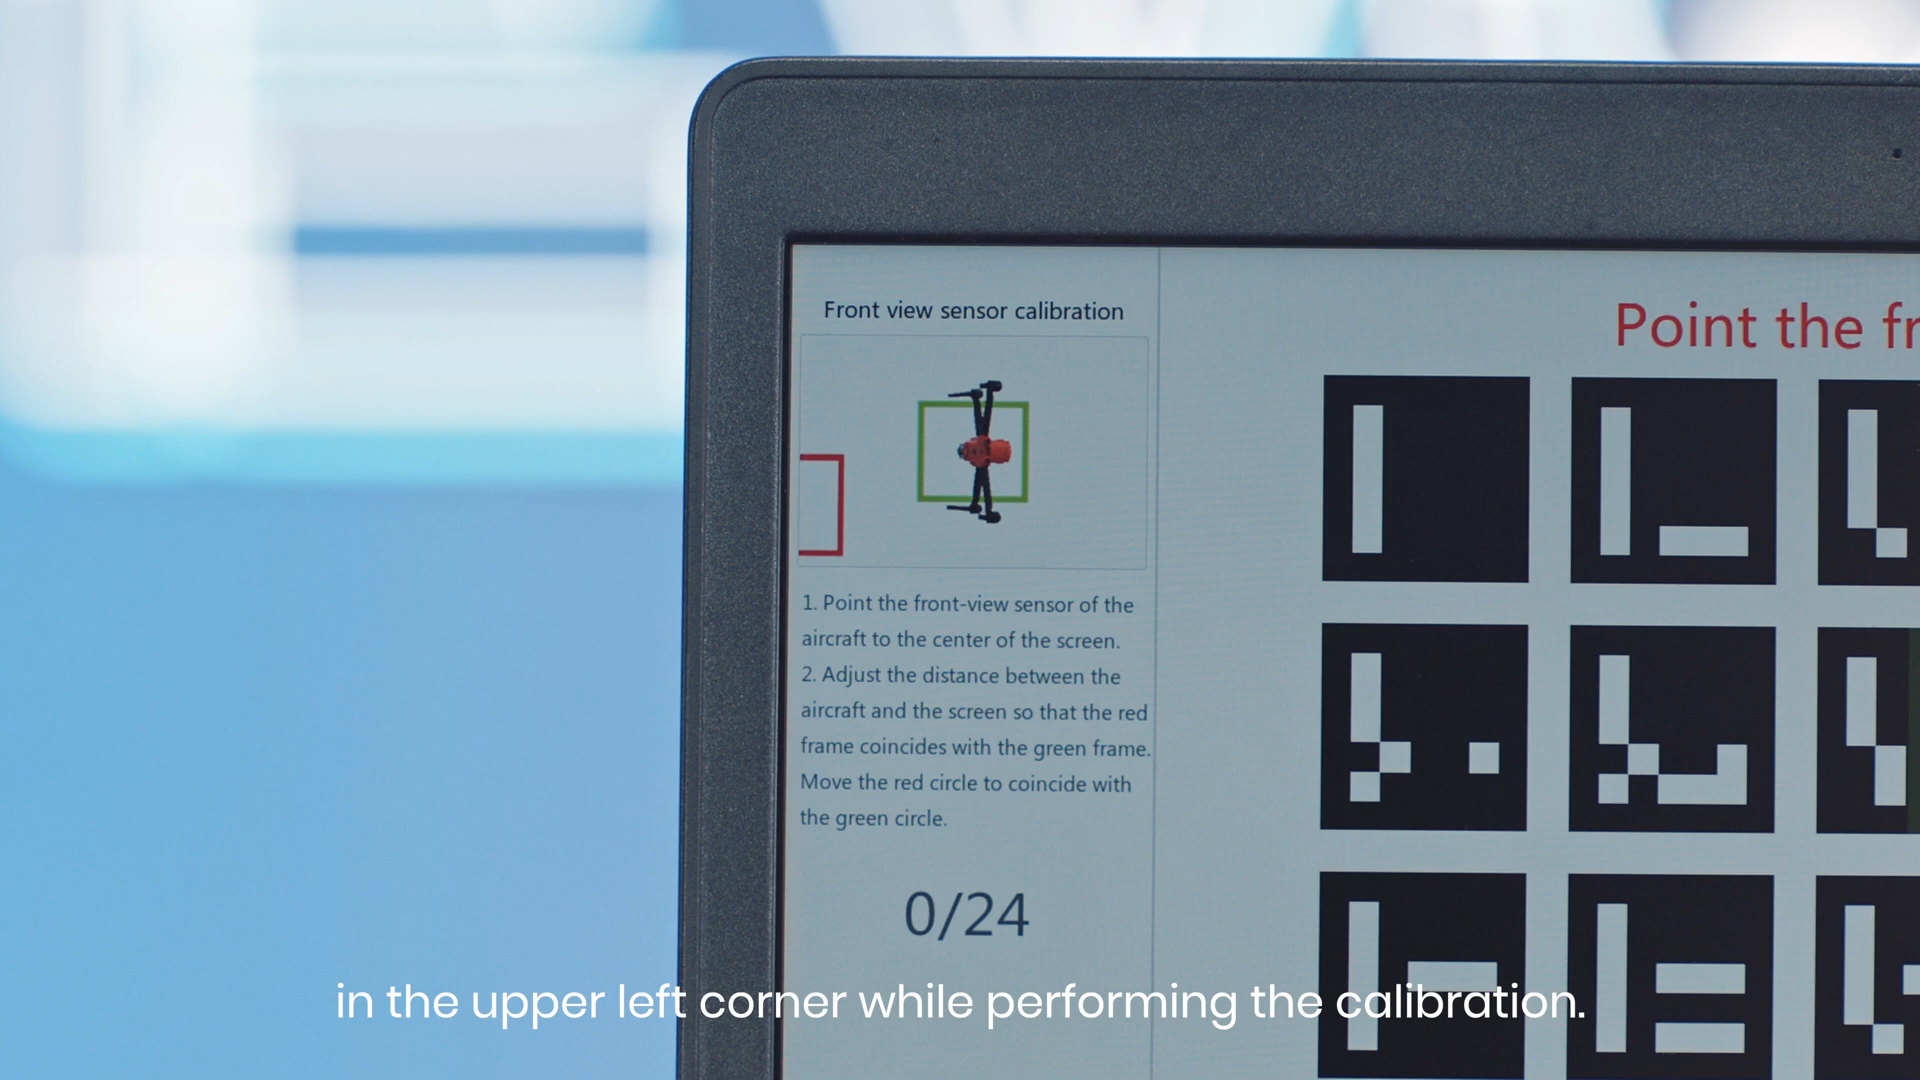 Front view sensor calibration
Point the fr
1. Point the front-view sensor of the
aircraft to the center of the screen.
2. Adjust the distance between the
aircraft and the screen so that the red
frame coincides with the green frame.
Move the red circle to coincide with
the green circle.
0/24
in the upper left corner while performing the calibration.